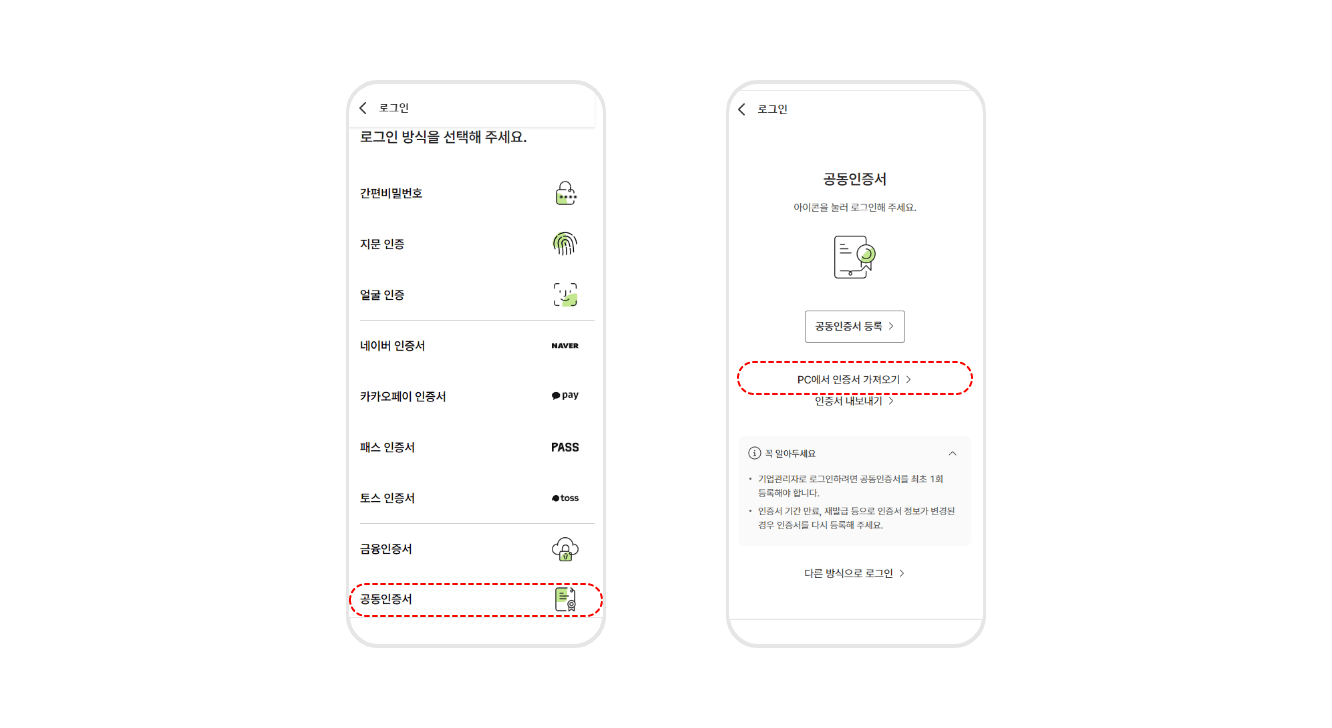 로그인
로그인 방식을 선택해 주세요.
간편비밀번호
지문 인증
얼굴 인증
네이버 인증서
NAVER
카카오페이 인증서
pay
패스 인증서
PASS
토스 인증서
toss
금융인증서
공동인증서
로그인
공동인증서
아이콘을 눌러 로그인해 주세요.
공동인증서 등록
PC에서 인증서 가져오기
인증서 내보내기
꼭 알아두세요
• 기업관리자로 로그인하려면 공동인증서를 최초 1회
등록해야 합니다.
• 인증서 기간 만료, 재발급 등으로 인증서 정보가 변경된
경우 인증서를 다시 등록해 주세요.
다른 방식으로 로그인